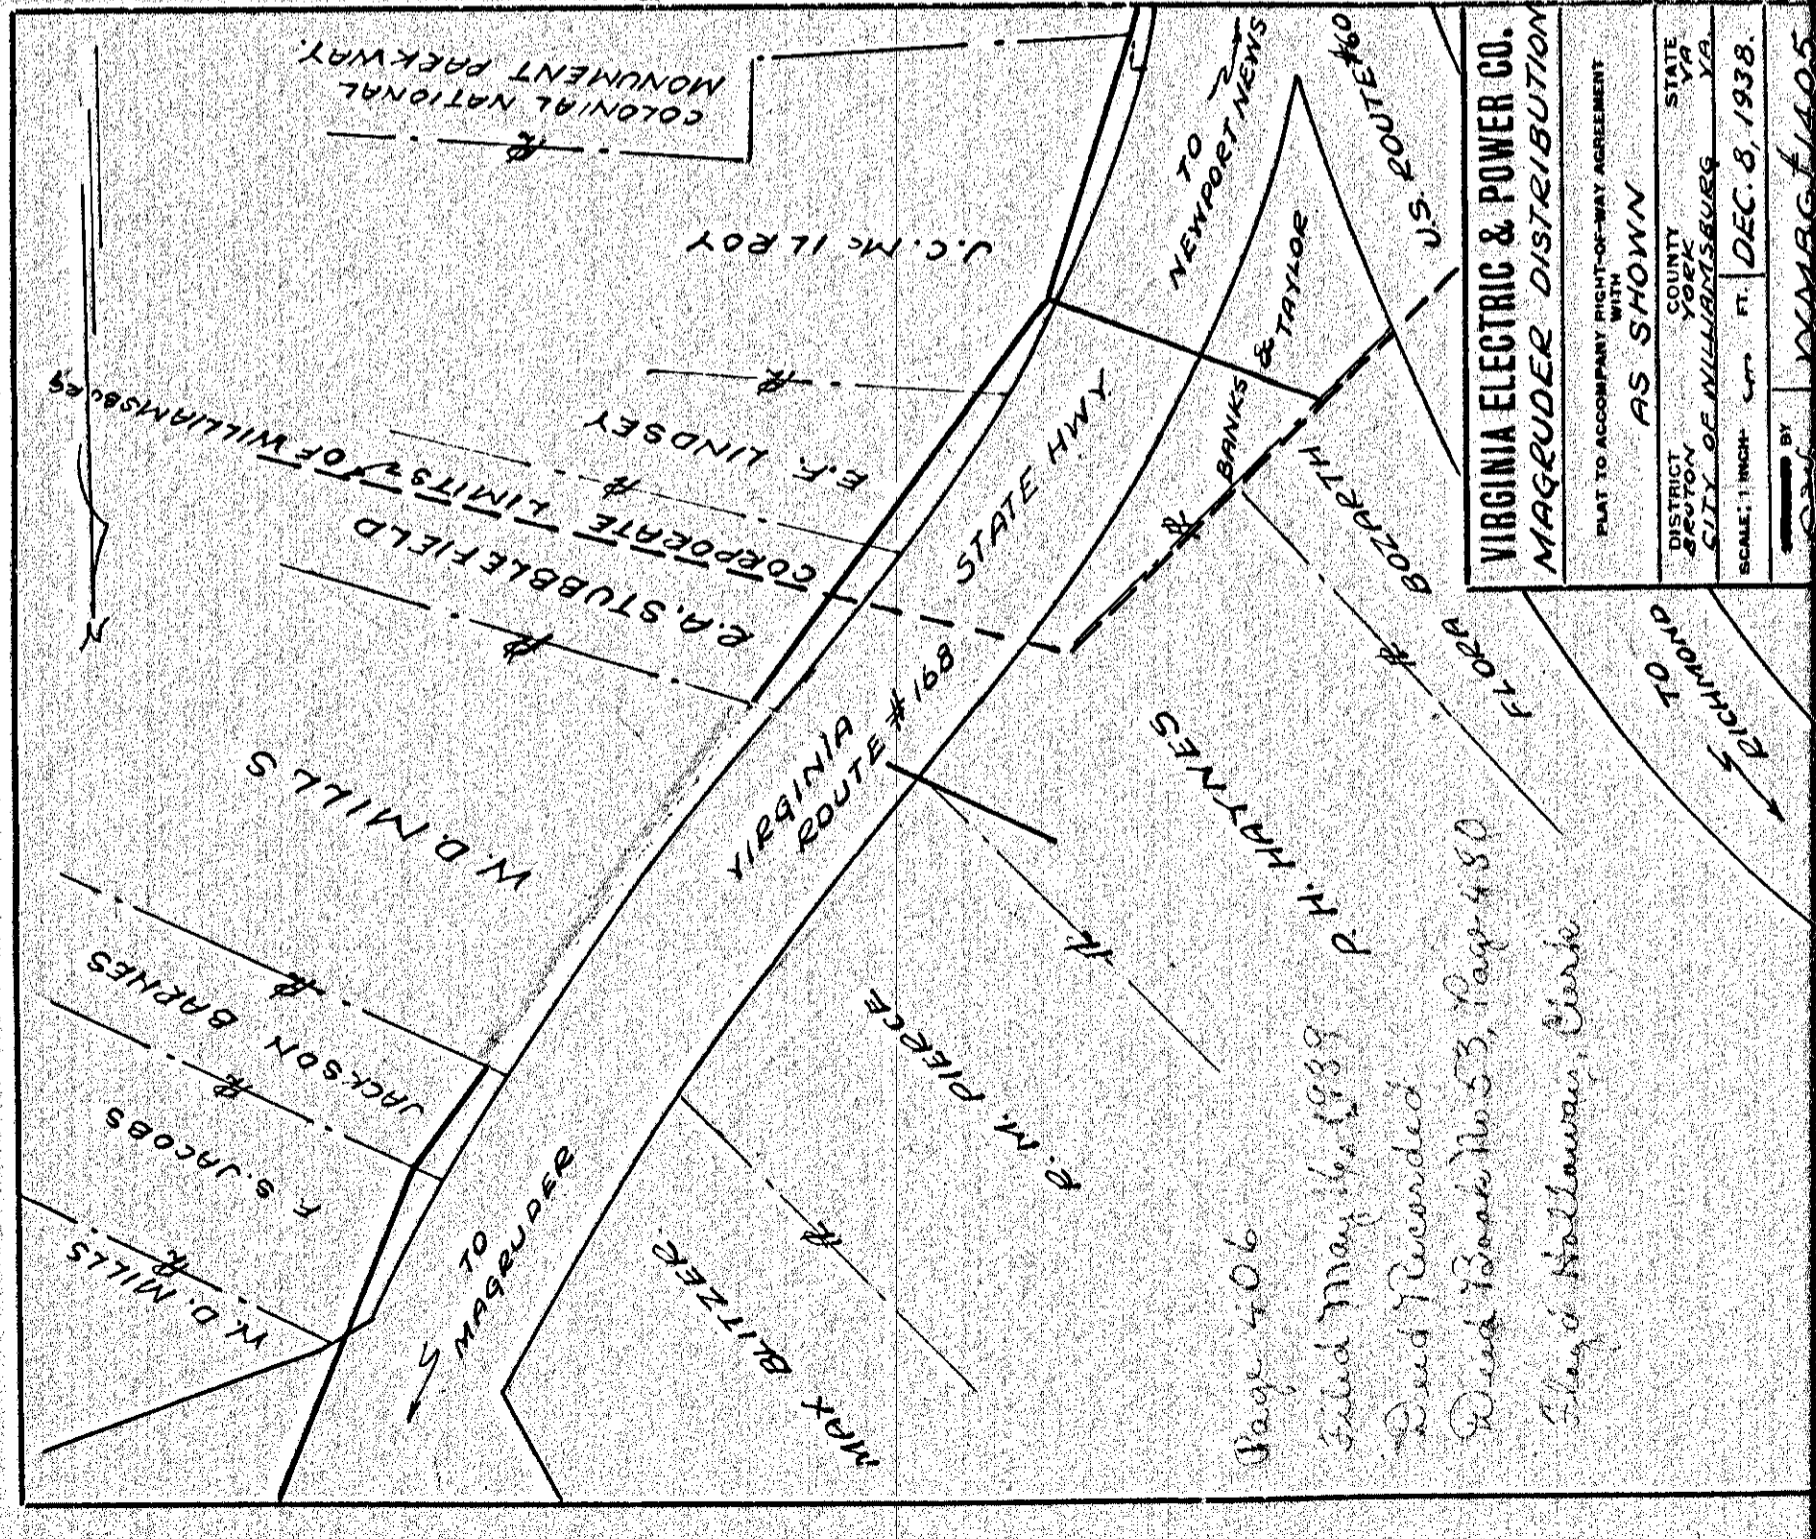 COLONIAL NATIONAL
MONUMENT PARKWAY.
J.C. Mc ILROY
E.F. LINDSEY
CORPORATE LIMITS OF WILLIAMSBURG
R.A. STUBBLEFIELD
W.D. MILLS
JACKSON BARNES
F. S. JACOBS
W. D. MILLS
TO
NEWPORT NEWS
U.S. ROUTE #60
BANKS & TAYLOR
STATE HWY
VIRGINIA
ROUTE #168
TO
MAGRUDER
FLORA BOZARTH
P. H. HAYNES
R. M. PIERCE
MAX BLITZER
TO
RICHMOND
VIRGINIA ELECTRIC & POWER CO.
MAGRUDER DISTRIBUTION
PLAT TO ACCOMPANY RIGHT-OF-WAY AGREEMENT
WITH
AS SHOWN
DISTRICT COUNTY STATE
BRUTON YORK VA
CITY OF WILLIAMSBURG VA.
SCALE: 1 INCH FT. DEC. 8, 1938.
BY
Page 406
Filed May 16, 1939
Deed Recorded
Deed Book No 53, Page 480
Clerk